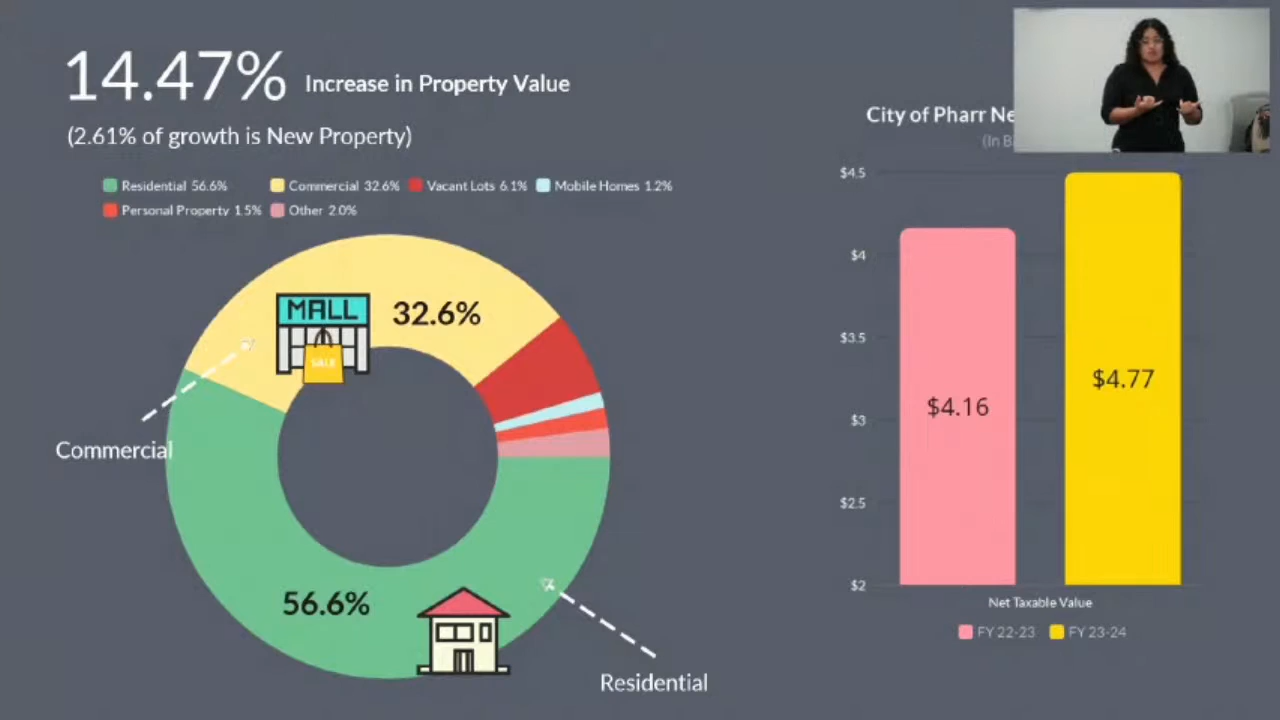 14.47% Increase in Property Value
(2.61% of growth is New Property)
Residential 56.6% Commercial 32.6% Vacant Lots 6.1% Mobile Homes 1.2%
Personal Property 1.5% Other 2.0%
MALL
SALE
32.6%
Commercial
56.6%
Residential
City of Pharr
(In
$4.5
$4
$3.5
$3
$2.5
$2
$4.16
$4.77
Net Taxable Value
FY 22-23 FY 23-24